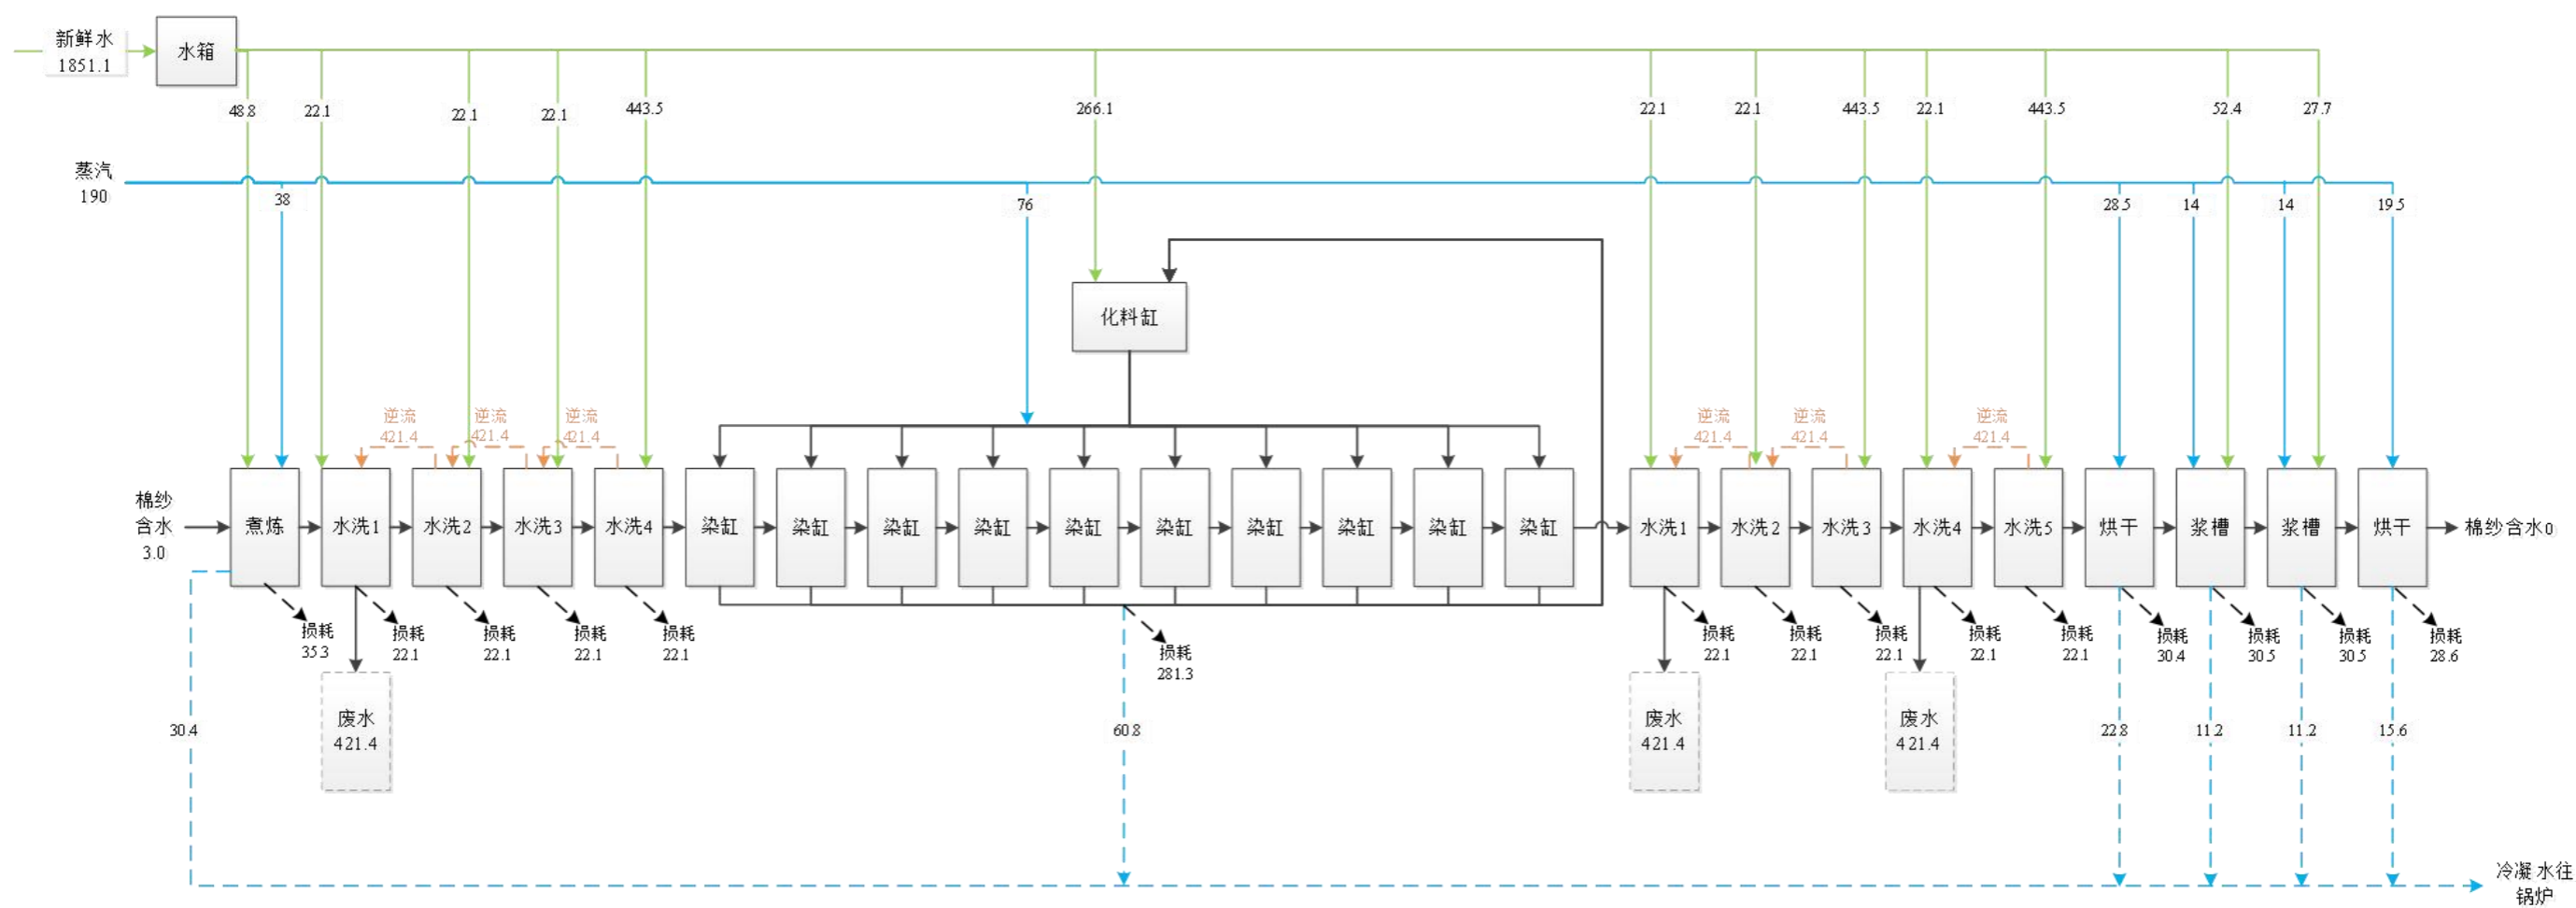 新鲜水
1851.1
水箱
48.8
22.1
22.1
22.1
443.5
266.1
22.1
22.1
443.5
22.1
443.5
52.4
27.7
蒸汽
190
38
76
28.5
14
14
19.5
化料缸
逆流
421.4
逆流
421.4
逆流
421.4
逆流
421.4
逆流
421.4
逆流
421.4
棉纱
含水
3.0
煮炼
水洗1
水洗2
水洗3
水洗4
染缸
染缸
染缸
染缸
染缸
染缸
染缸
染缸
染缸
染缸
水洗1
水洗2
水洗3
水洗4
水洗5
烘干
浆槽
浆槽
烘干
棉纱含水0
损耗
35.3
损耗
22.1
损耗
22.1
损耗
22.1
损耗
22.1
损耗
281.3
损耗
22.1
损耗
22.1
损耗
22.1
损耗
22.1
损耗
22.1
损耗
30.4
损耗
30.5
损耗
30.5
损耗
28.6
废水
421.4
废水
421.4
废水
421.4
30.4
60.8
22.8
11.2
11.2
15.6
冷凝 水往
锅炉